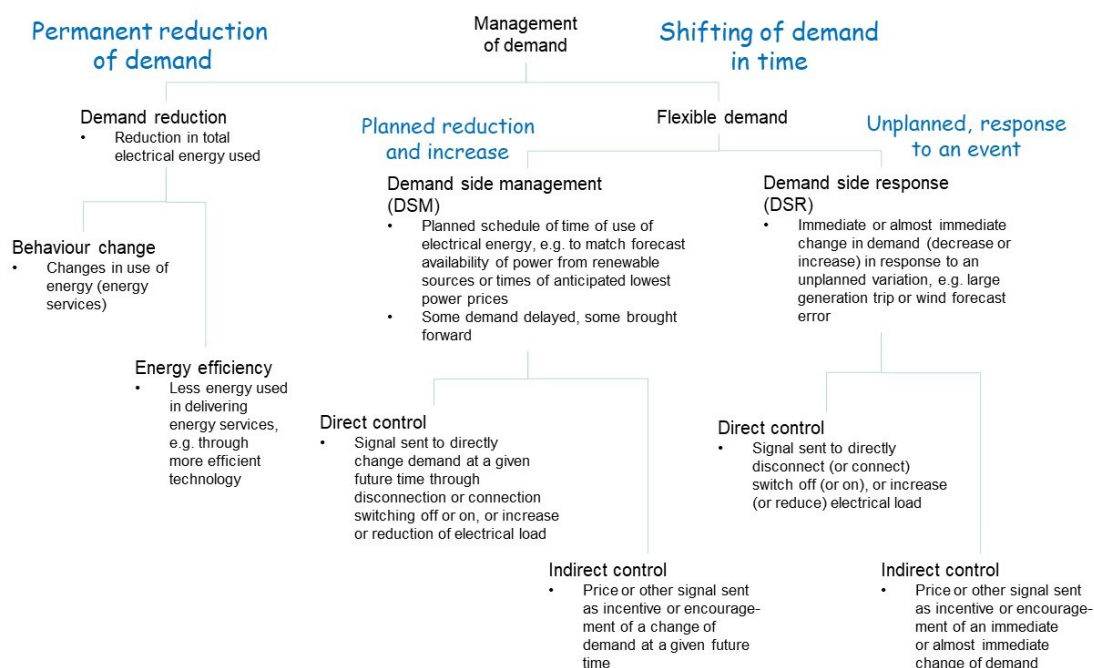 Permanent reduction
of demand
Management
of demand
Shifting of demand
in time
Demand reduction
• Reduction in total
electrical energy used
Planned reduction
and increase
Flexible demand
Unplanned, response
to an event
Behaviour change
• Changes in use of
energy (energy
services)
Energy efficiency
• Less energy used
in delivering
energy services,
e.g. through
more efficient
technology
Demand side management
(DSM)
• Planned schedule of time of use of
electrical energy, e.g. to match forecast
availability of power from renewable
sources or times of anticipated lowest
power prices
• Some demand delayed, some brought
forward
Demand side response
(DSR)
• Immediate or almost immediate
change in demand (decrease or
increase) in response to an
unplanned variation, e.g. large
generation trip or wind forecast
error
Direct control
• Signal sent to directly
change demand at a given
future time through
disconnection or connection
switching off or on, or increase
or reduction of electrical load
Indirect control
• Price or other signal sent
as incentive or encourage-
ment of a change of
demand at a given future
time
Direct control
• Signal sent to directly
disconnect (or connect)
switch off (or on), or increase
(or reduce) electrical load
Indirect control
• Price or other signal sent
as incentive or encourage-
ment of an immediate
or almost immediate
change of demand